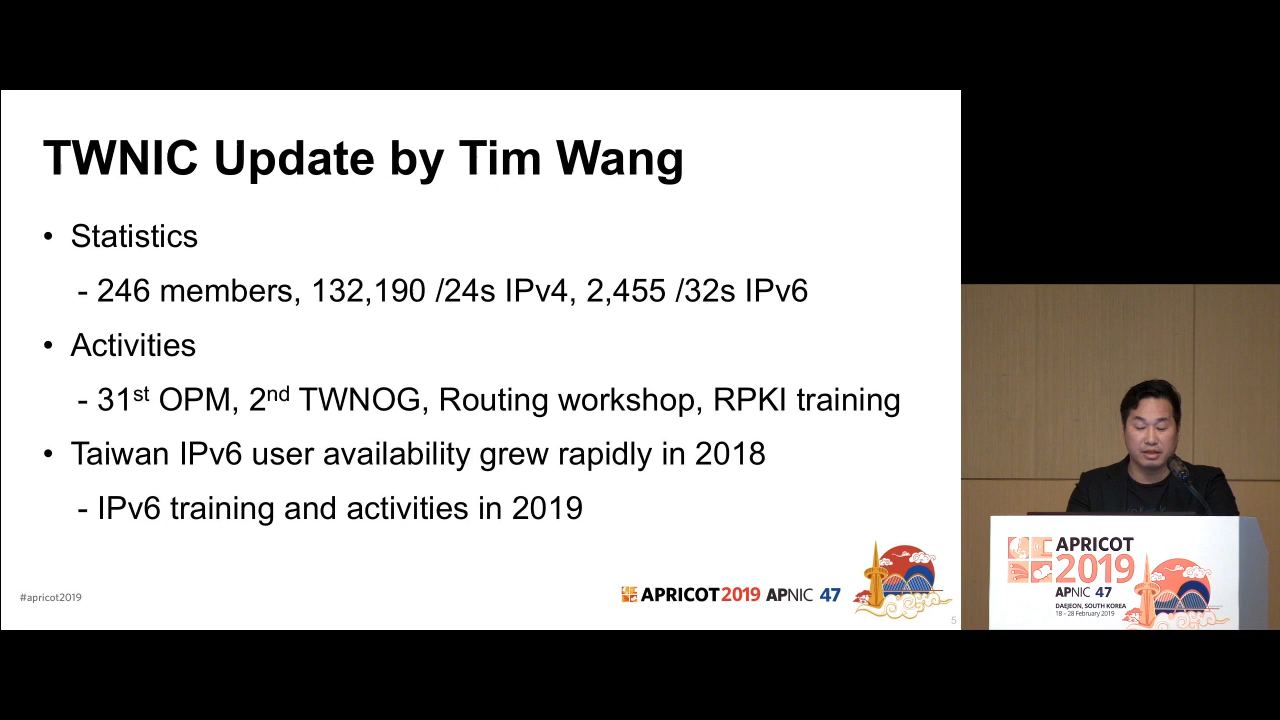 TWNIC Update by Tim Wang
• Statistics
- 246 members, 132,190 /24s IPv4, 2,455 /32s IPv6
• Activities
- 31st OPM, 2nd TWNOG, Routing workshop, RPKI training
• Taiwan IPv6 user availability grew rapidly in 2018
- IPv6 training and activities in 2019
#apricot2019
APRICOT2019 APNIC 47
5
APRICOT
2019
APNIC 47
DAEJEON, SOUTH KOREA
18 - 28 February 2019